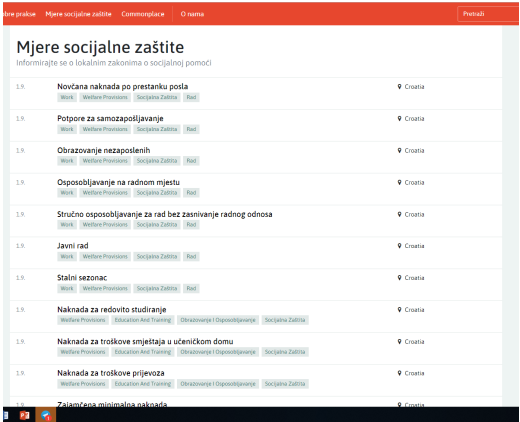 obre prakse Mjere socijalne zaštite Commonplace O nama Pretraži
Mjere socijalne zaštite
Informirajte se o lokalnim zakonima o socijalnoj pomoći
1.9. Novčana naknada po prestanku posla Croatia
Work Welfare Provisions Socijalna Zaštita Rad
1.9. Potpore za samozapošljavanje Croatia
Work Welfare Provisions Socijalna Zaštita Rad
1.9. Obrazovanje nezaposlenih Croatia
Work Welfare Provisions Socijalna Zaštita Rad
1.9. Osposobljavanje na radnom mjestu Croatia
Work Welfare Provisions Socijalna Zaštita Rad
1.9. Stručno osposobljavanje za rad bez zasnivanje radnog odnosa Croatia
Work Welfare Provisions Socijalna Zaštita Rad
1.9. Javni rad Croatia
Work Welfare Provisions Socijalna Zaštita Rad
1.9. Stalni sezonac Croatia
Work Welfare Provisions Socijalna Zaštita Rad
1.9. Naknada za redovito studiranje Croatia
Welfare Provisions Education And Training Obrazovanje I Osposobljavanje Socijalna Zaštita
1.9. Naknada za troškove smještaja u učeničkom domu Croatia
Welfare Provisions Education And Training Obrazovanje I Osposobljavanje Socijalna Zaštita
1.9. Naknada za troškove prijevoza Croatia
Welfare Provisions Education And Training Obrazovanje I Osposobljavanje Socijalna Zaštita
1.9. Zajamčena minimalna naknada Croatia